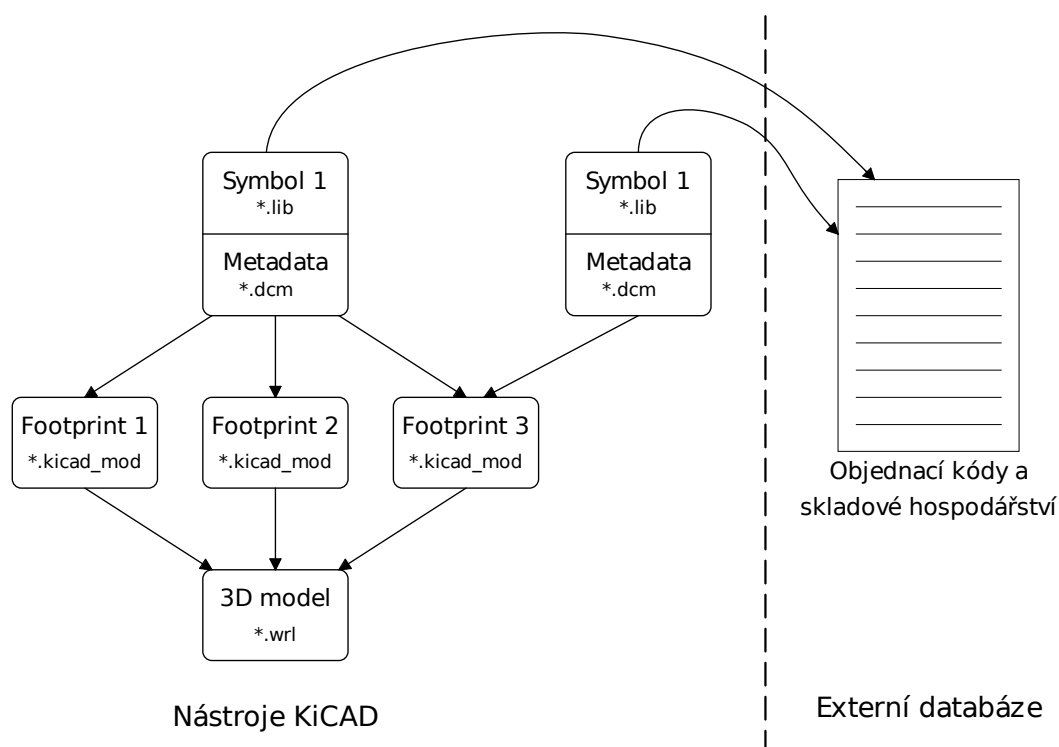 Symbol 1
*.lib
Metadata
*.dcm
Symbol 1
*.lib
Metadata
*.dcm
Footprint 1
*.kicad_mod
Footprint 2
*.kicad_mod
Footprint 3
*.kicad_mod
3D model
*.wrl
Nástroje KiCAD
Objednací kódy a
skladové hospodářství
Externí databáze